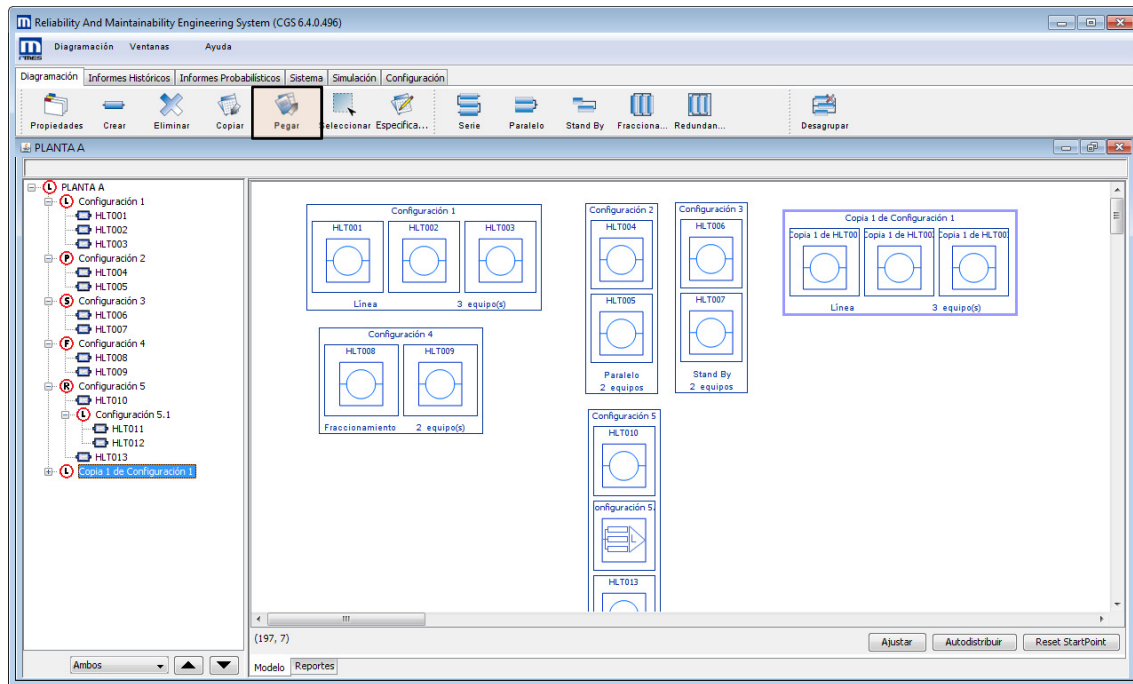 Reliability And Maintainability Engineering System (CGS 6.4.0.496)
Diagramación Ventanas Ayuda
Diagramación Informes Históricos Informes Probabilísticos Sistema Simulación Configuración
Propiedades Crear Eliminar Copiar Pegar Seleccionar Especifica... Serie Paralelo Stand By Fracciona... Redundan... Desagrupar
PLANTA A
PLANTA A
Configuración 1
HLT001
HLT002
HLT003
Configuración 2
HLT004
HLT005
Configuración 3
HLT006
HLT007
Configuración 4
HLT008
HLT009
Configuración 5
HLT010
Configuración 5.1
HLT011
HLT012
HLT013
Copia 1 de Configuración 1
Configuración 1
HLT001 HLT002 HLT003
Línea 3 equipo(s)
Configuración 2
HLT004
HLT005
Paralelo
2 equipos
Configuración 3
HLT006
HLT007
Stand By
2 equipos
Copia 1 de Configuración 1
Copia 1 de HLT00 Copia 1 de HLT00 Copia 1 de HLT00
Línea 3 equipo(s)
Configuración 4
HLT008 HLT009
Fraccionamiento 2 equipo(s)
Configuración 5
HLT010
onfiguración 5.
L
HLT013
(197, 7)
Ajustar Autodistribuir Reset StartPoint
Ambos
Modelo Reportes